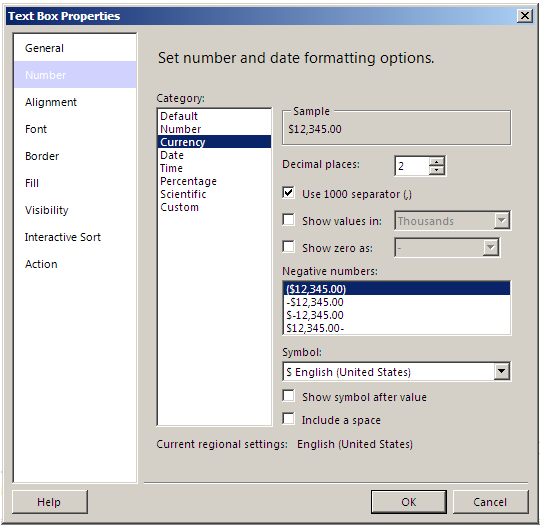 Text Box Properties
General
Number
Alignment
Font
Border
Fill
Visibility
Interactive Sort
Action
Set number and date formatting options.
Category:
Default
Number
Currency
Date
Time
Percentage
Scientific
Custom
Sample
$12,345.00
Decimal places:
2
Use 1000 separator (,)
Show values in:
Thousands
Show zero as:
-
Negative numbers:
($12,345.00)
-$12,345.00
$-12,345.00
$12,345.00-
Symbol:
$ English (United States)
Show symbol after value
Include a space
Current regional settings: English (United States)
Help
OK
Cancel